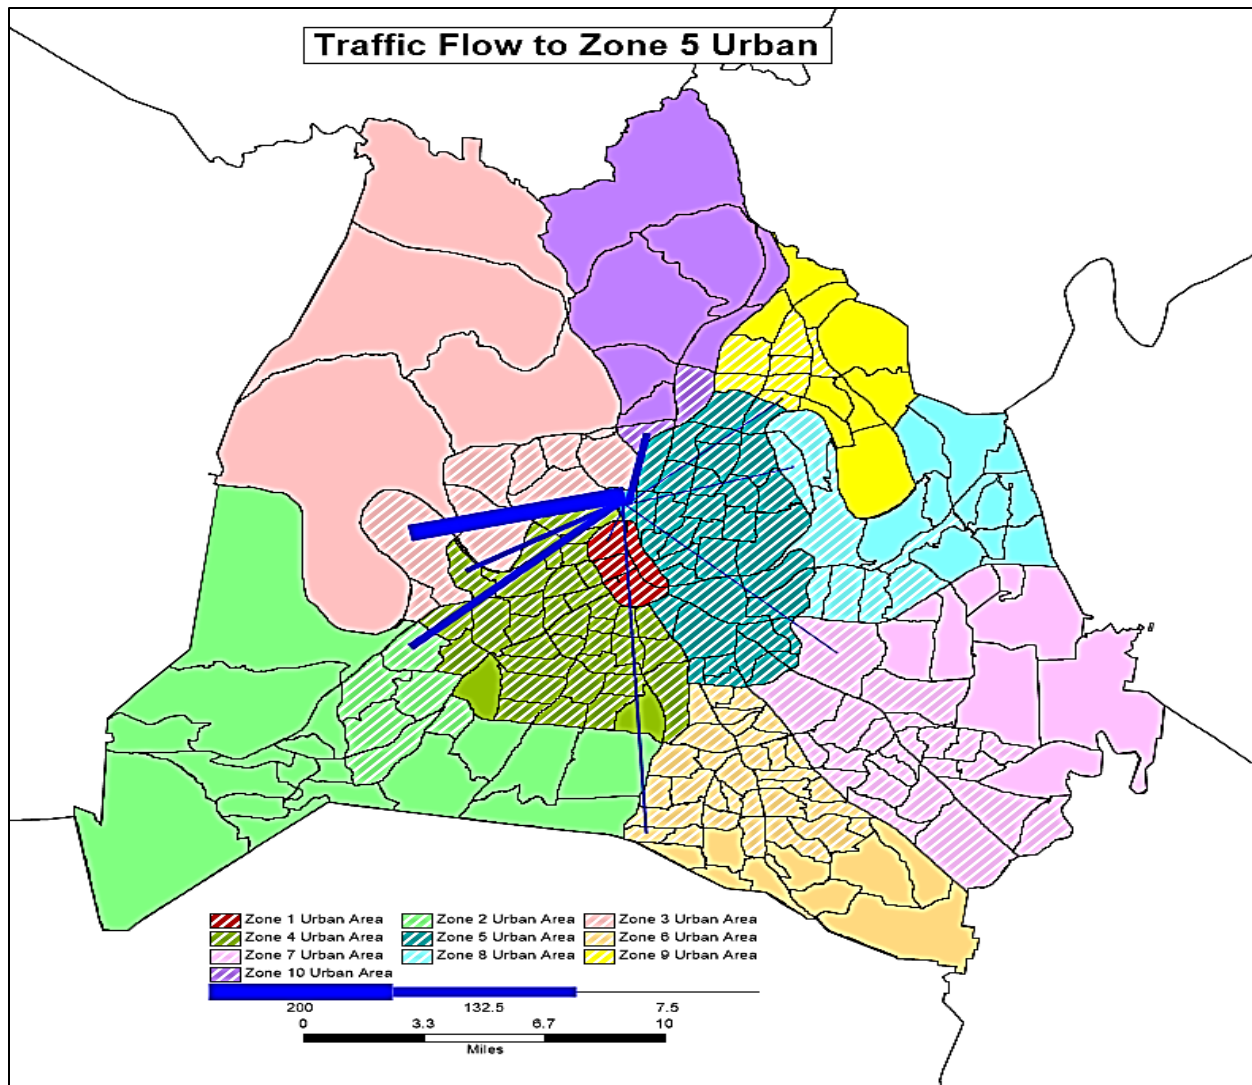 Traffic Flow to Zone 5 Urban
Zone 1 Urban Area Zone 2 Urban Area Zone 3 Urban Area
Zone 4 Urban Area Zone 5 Urban Area Zone 6 Urban Area
Zone 7 Urban Area Zone 8 Urban Area Zone 9 Urban Area
Zone 10 Urban Area
200 132.5 7.5
0 3.3 6.7 10
Miles